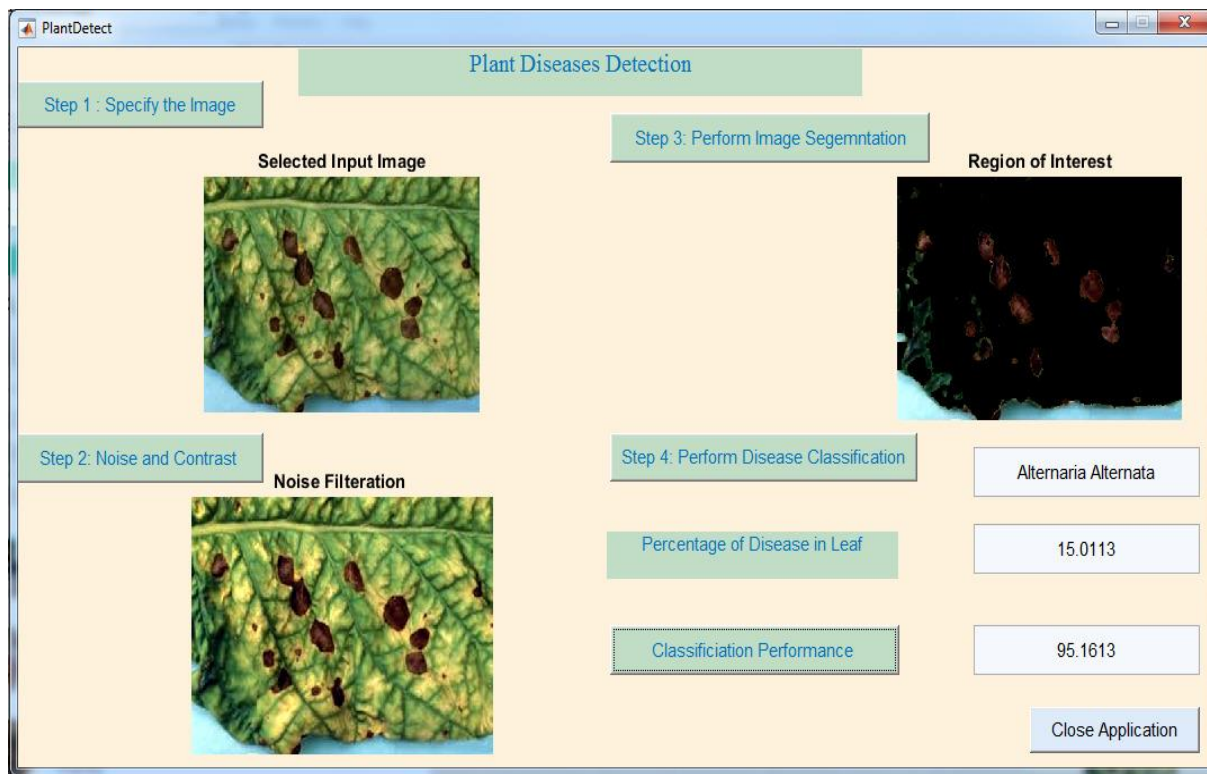 PlantDetect
Plant Diseases Detection
Step 1 : Specify the Image
Selected Input Image
Step 2: Noise and Contrast
Noise Filteration
Step 3: Perform Image Segemntation
Region of Interest
Step 4: Perform Disease Classification
Alternaria Alternata
Percentage of Disease in Leaf
15.0113
Classificiation Performance
95.1613
Close Application